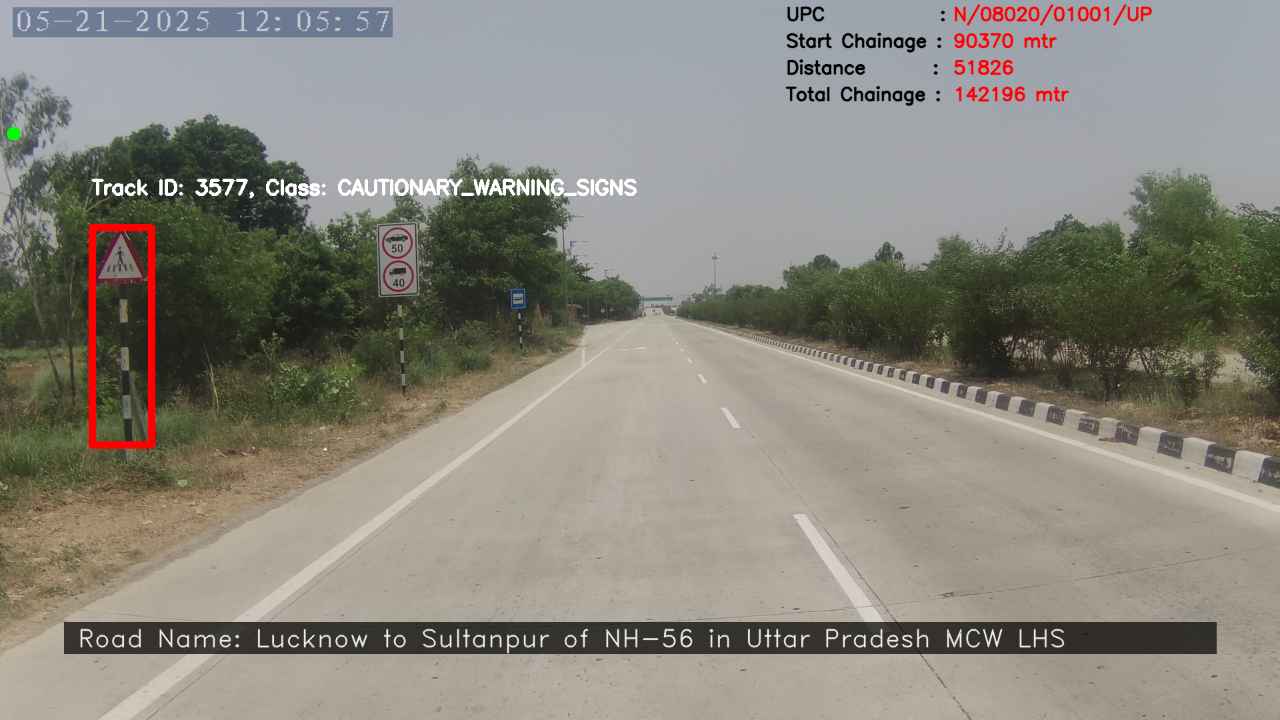 05-21-2025 12:05:57
UPC : N/08020/01001/UP
Start Chainage : 90370 mtr
Distance : 51826
Total Chainage : 142196 mtr
Track ID: 3577, Class: CAUTIONARY_WARNING_SIGNS
50
40
Road Name: Lucknow to Sultanpur of NH-56 in Uttar Pradesh MCW LHS